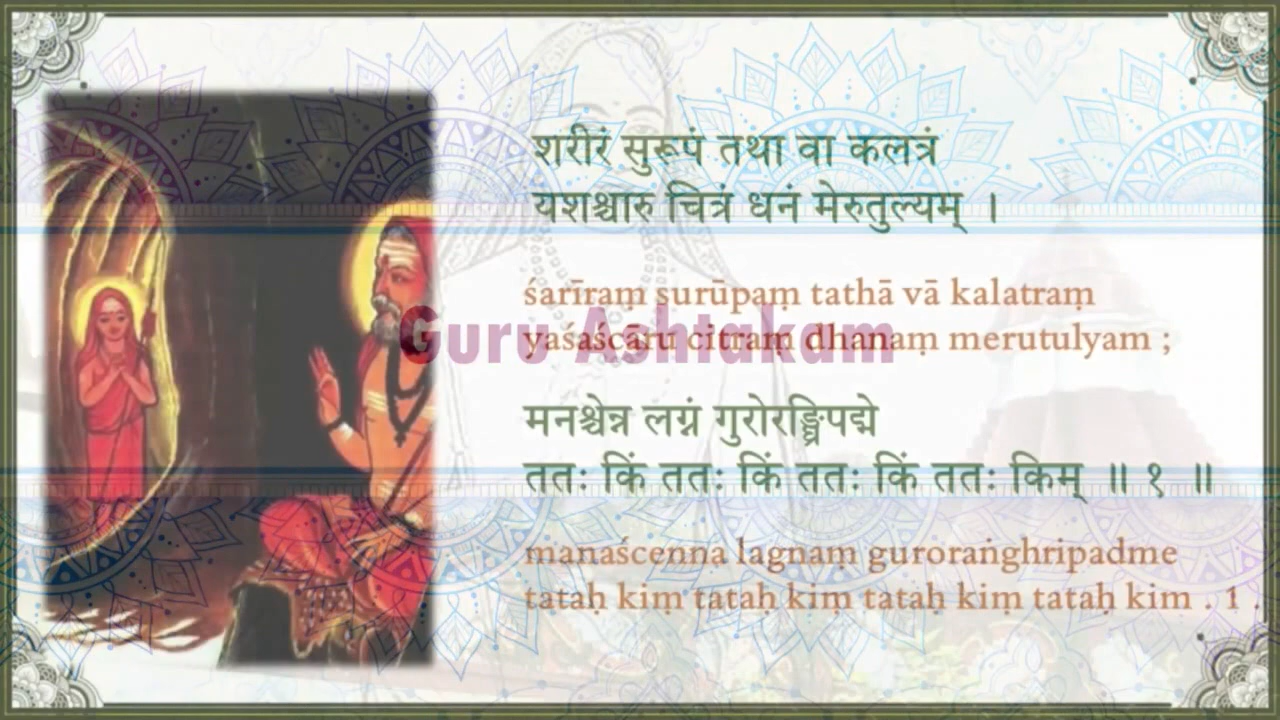 शरीरं सुरूपं तथा वा कलत्रं
यशश्चारु चित्रं धनं मेरुतुल्यम् ।
śarīraṃ surūpaṃ tathā vā kalatraṃ
Guru Ashtakam
yaśaścāru citraṃ dhanaṃ merutulyam ;
मनश्चेन्न लग्नं गुरोरङ्घ्रिपद्मे
ततः किं ततः किं ततः किं ततः किम् ॥ १ ॥
manaścenna lagnaṃ guroraṅghripadme
tataḥ kiṃ tataḥ kiṃ tataḥ kiṃ tataḥ kim . 1 .